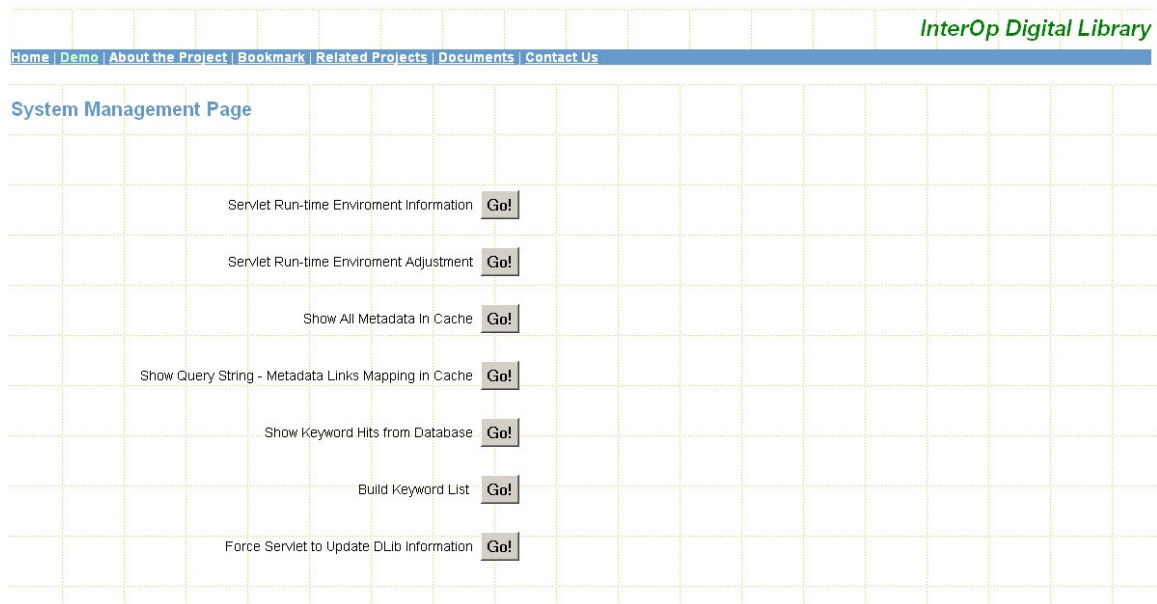 InterOp Digital Library
Home | Demo | About the Project | Bookmark | Related Projects | Documents | Contact Us
System Management Page
Servlet Run-time Enviroment Information Go!
Servlet Run-time Enviroment Adjustment Go!
Show All Metadata In Cache Go!
Show Query String - Metadata Links Mapping in Cache Go!
Show Keyword Hits from Database Go!
Build Keyword List Go!
Force Servlet to Update DLib Information Go!